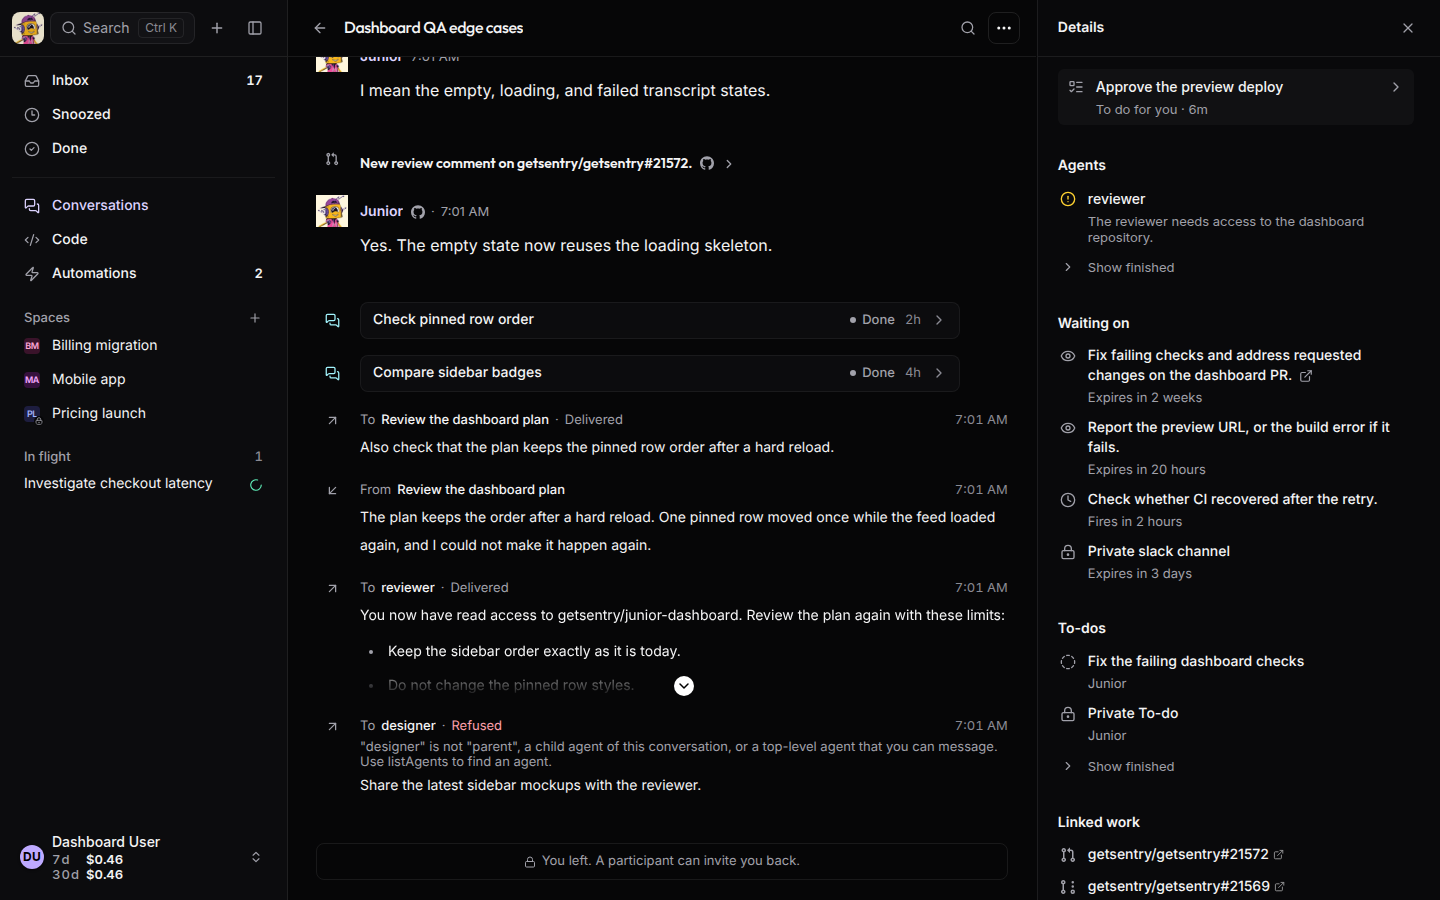 Search Ctrl K
Inbox 17
Snoozed
Done
Conversations
Code
Automations 2
Spaces
BM Billing migration
MA Mobile app
PL Pricing launch
In flight 1
Investigate checkout latency
DU Dashboard User
7d $0.46
30d $0.46
Dashboard QA edge cases
Junior 7:01 AM
I mean the empty, loading, and failed transcript states.
New review comment on getsentry/getsentry#21572.
Junior · 7:01 AM
Yes. The empty state now reuses the loading skeleton.
Check pinned row order Done 2h
Compare sidebar badges Done 4h
To Review the dashboard plan · Delivered 7:01 AM
Also check that the plan keeps the pinned row order after a hard reload.
From Review the dashboard plan 7:01 AM
The plan keeps the order after a hard reload. One pinned row moved once while the feed loaded
again, and I could not make it happen again.
To reviewer · Delivered 7:01 AM
You now have read access to getsentry/junior-dashboard. Review the plan again with these limits:
• Keep the sidebar order exactly as it is today.
• Do not change the pinned row styles.
To designer · Refused 7:01 AM
"designer" is not "parent", a child agent of this conversation, or a top-level agent that you can message.
Use listAgents to find an agent.
Share the latest sidebar mockups with the reviewer.
You left. A participant can invite you back.
Details
Approve the preview deploy
To do for you · 6m
Agents
reviewer
The reviewer needs access to the dashboard
repository.
Show finished
Waiting on
Fix failing checks and address requested
changes on the dashboard PR.
Expires in 2 weeks
Report the preview URL, or the build error if it
fails.
Expires in 20 hours
Check whether CI recovered after the retry.
Fires in 2 hours
Private slack channel
Expires in 3 days
To-dos
Fix the failing dashboard checks
Junior
Private To-do
Junior
Show finished
Linked work
getsentry/getsentry#21572
getsentry/getsentry#21569